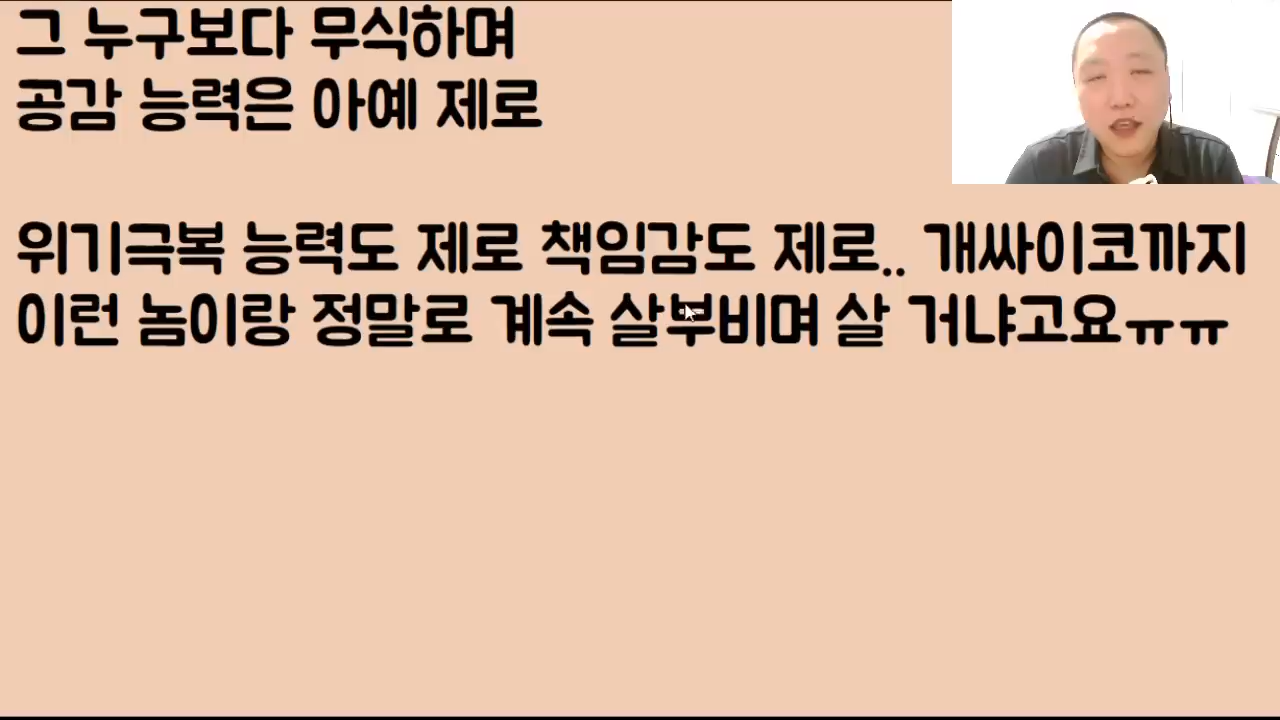 그 누구보다 무식하며
공감 능력은 아예 제로
위기극복 능력도 제로 책임감도 제로.. 개싸이코까지
이런 놈이랑 정말로 계속 살부비며 살 거냐고요ㅠㅠ